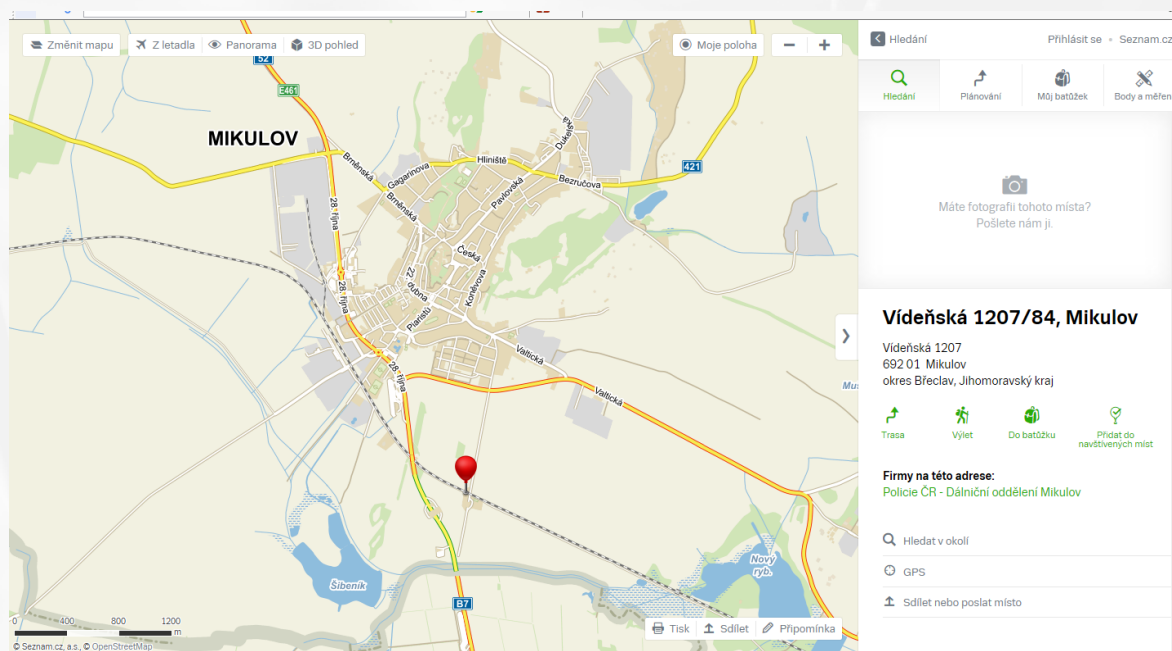 Změnit mapu
Z letadla
Panorama
3D pohled
Moje poloha
Hledání
Přihlásit se
Seznam.cz
Hledání
Plánování
Můj batůžek
Body a měřen
Máte fotografii tohoto místa?
Pošlete nám ji.
Vídeňská 1207/84, Mikulov
Vídeňská 1207
692 01 Mikulov
okres Břeclav, Jihomoravský kraj
Trasa
Výlet
Do batůžku
Přidat do
navštívených míst
Firmy na této adrese:
Policie ČR - Dálniční oddělení Mikulov
Hledat v okolí
GPS
Sdílet nebo poslat místo
52
E461
MIKULOV
421
Dukelská
Hliniště
Brněnská
Gagarinova
Bezručova
Pavlovská
Brněnská
28. října
Česká
22. dubna
Koněvova
28. října
Piaristů
Valtická
28. října
Valtická
Mu
Nový
ryb.
Šibeník
B7
0 400 800 1200
m
Tisk
Sdílet
Připomínka
© Seznam.cz, a.s., © OpenStreetMap